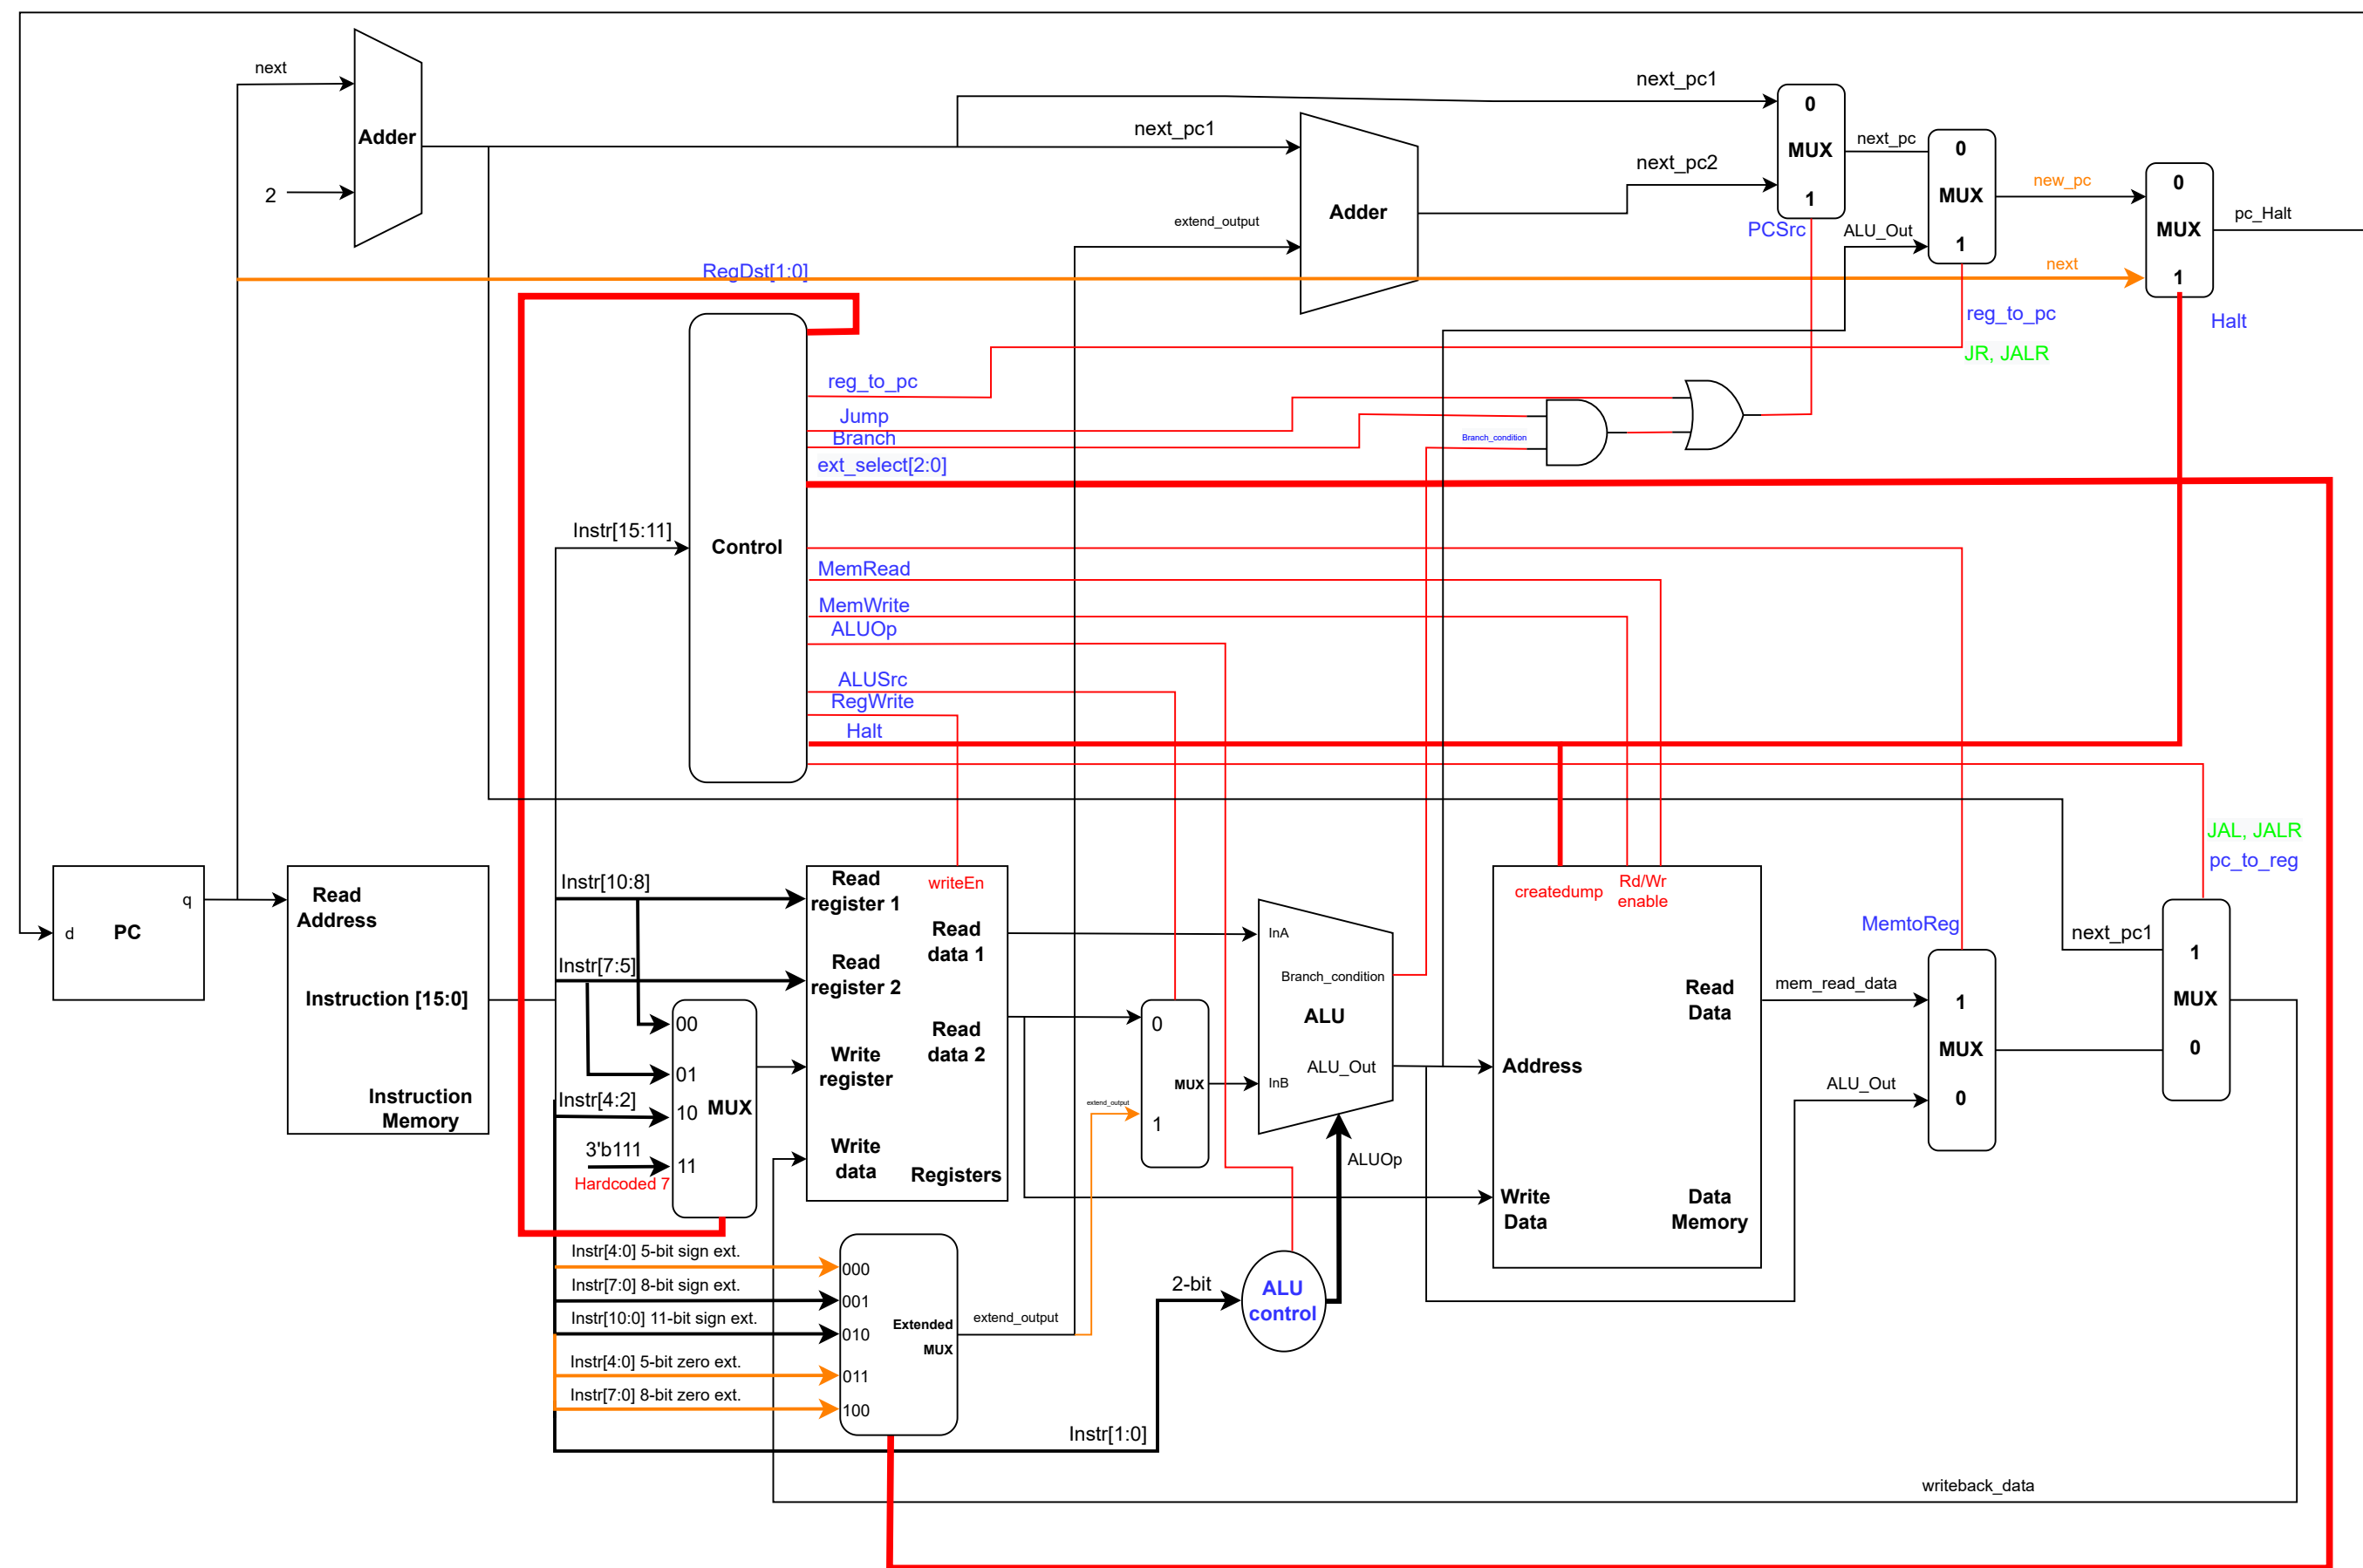 next
Adder
2
next_pc1
next_pc1
extend_output
Adder
next_pc2
0
MUX
1
PCSrc
next_pc
ALU_Out
0
MUX
1
new_pc
next
0
MUX
1
pc_Halt
reg_to_pc
JR, JALR
Halt
RegDst[1:0]
Control
Instr[15:11]
reg_to_pc
Jump
Branch
ext_select[2:0]
MemRead
MemWrite
ALUOp
ALUSrc
RegWrite
Halt
Branch_condition
JAL, JALR
pc_to_reg
d
PC
q
Read
Address
Instruction [15:0]
Instruction
Memory
Instr[10:8]
Instr[7:5]
Instr[4:2]
3'b111
Hardcoded 7
00
01
10
11
MUX
Read
register 1
writeEn
Read
data 1
Read
register 2
Read
data 2
Write
register
Write
data
Registers
0
MUX
1
extend_output
InA
Branch_condition
ALU
ALU_Out
InB
ALUOp
createdump
Rd/Wr
enable
Read
Data
Address
Write
Data
Data
Memory
mem_read_data
ALU_Out
MemtoReg
1
MUX
0
next_pc1
1
MUX
0
Instr[4:0] 5-bit sign ext.
Instr[7:0] 8-bit sign ext.
Instr[10:0] 11-bit sign ext.
Instr[4:0] 5-bit zero ext.
Instr[7:0] 8-bit zero ext.
000
001
010
011
100
Extended
MUX
extend_output
2-bit
ALU
control
Instr[1:0]
writeback_data